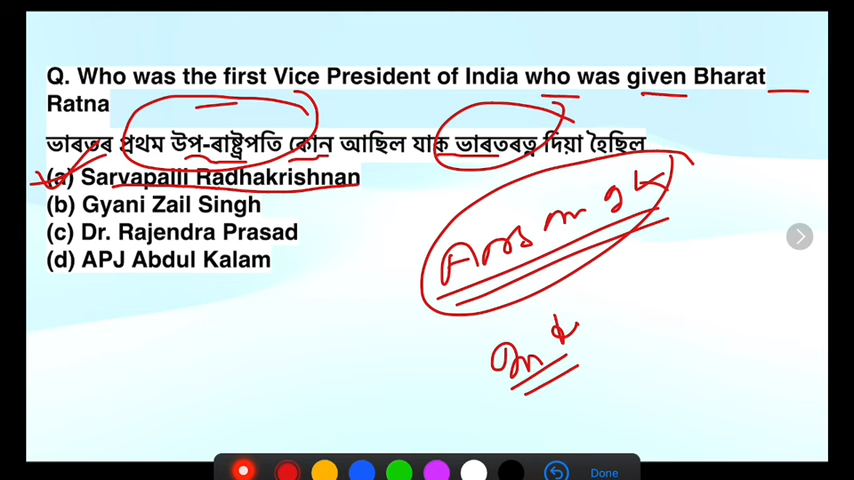 Q. Who was the first Vice President of India who was given Bharat
Ratna
ভাৰতৰ প্ৰথম উপ-ৰাষ্ট্ৰপতি কোন আছিল যাক ভাৰতৰত্ন দিয়া হৈছিল
(a) Sarvapalli Radhakrishnan
(b) Gyani Zail Singh
(c) Dr. Rajendra Prasad
(d) APJ Abdul Kalam
Done